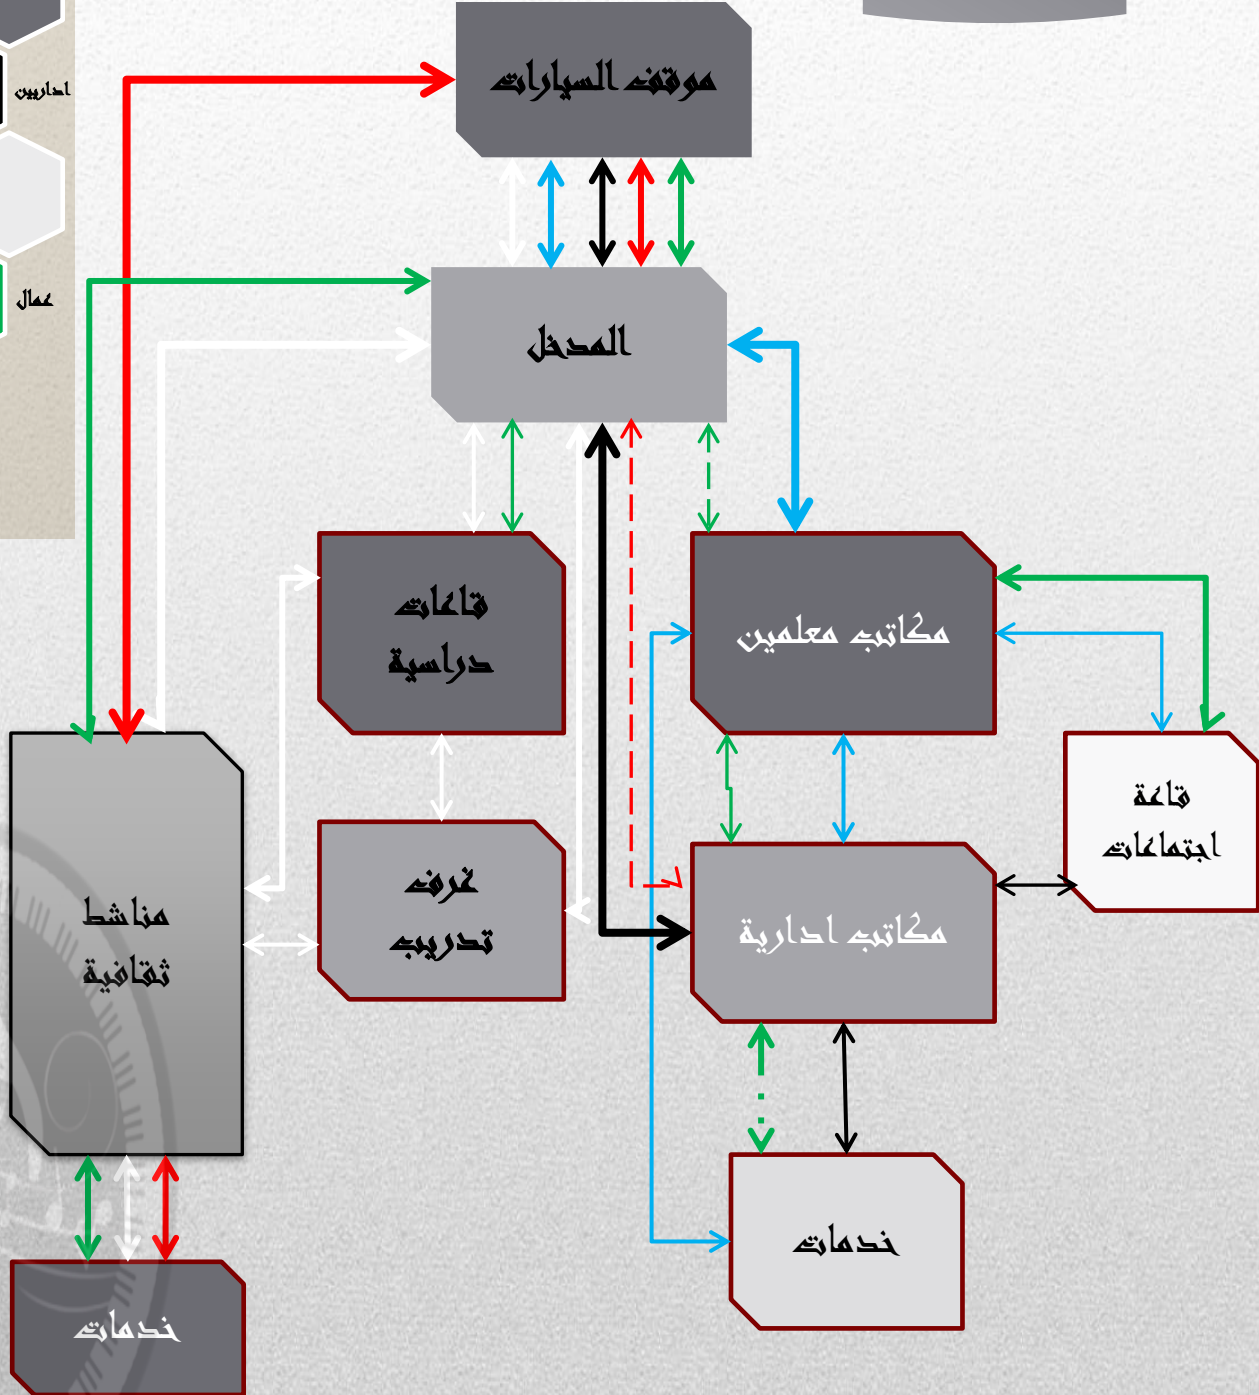 موقف السيارات
اداريين
عمال
المدخل
قاعات
دراسية
مكاتب معلمين
قاعة
اجتماعات
غرف
تدريب
مكاتب ادارية
مناشط
ثقافية
خدمات
خدمات